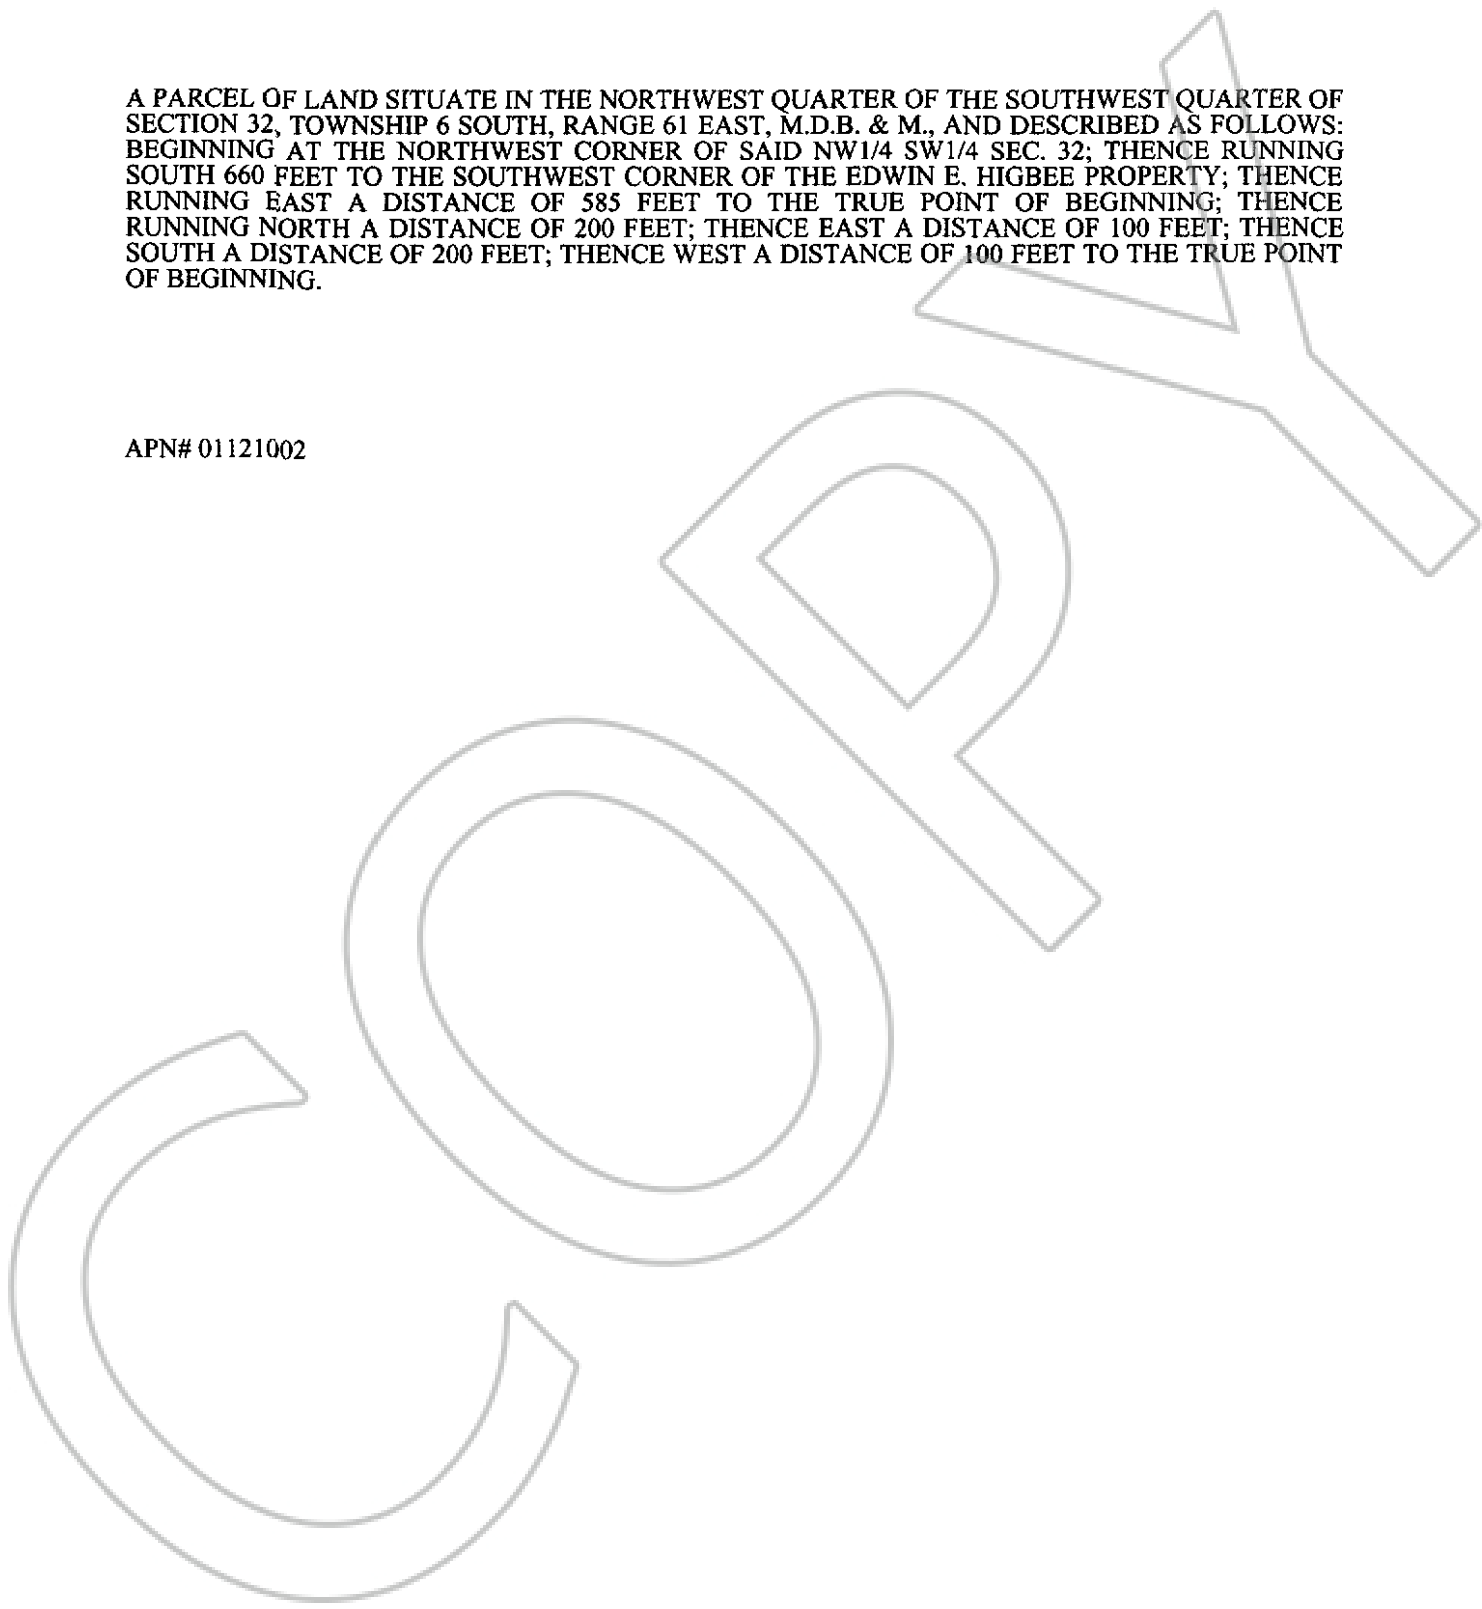 A PARCEL OF LAND SITUATE IN THE NORTHWEST QUARTER OF THE SOUTHWEST QUARTER OF
SECTION 32, TOWNSHIP 6 SOUTH, RANGE 61 EAST, M.D.B. & M., AND DESCRIBED AS FOLLOWS:
BEGINNING AT THE NORTHWEST CORNER OF SAID NW1/4 SW1/4 SEC. 32; THENCE RUNNING
SOUTH 660 FEET TO THE SOUTHWEST CORNER OF THE EDWIN E. HIGBEE PROPERTY; THENCE
RUNNING EAST A DISTANCE OF 585 FEET TO THE TRUE POINT OF BEGINNING; THENCE
RUNNING NORTH A DISTANCE OF 200 FEET; THENCE EAST A DISTANCE OF 100 FEET; THENCE
SOUTH A DISTANCE OF 200 FEET; THENCE WEST A DISTANCE OF 100 FEET TO THE TRUE POINT
OF BEGINNING.
APN# 01121002
COPY